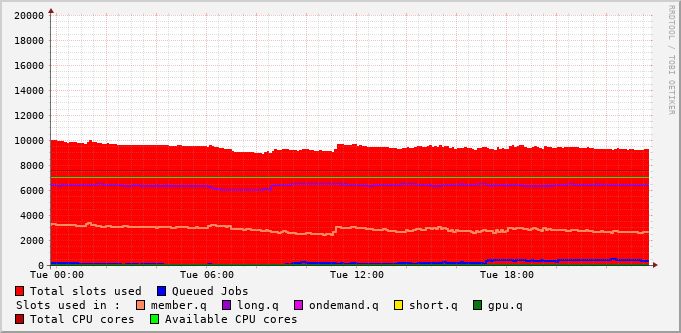 20000
18000
16000
14000
12000
10000
8000
6000
4000
2000
0
Tue 00:00 Tue 06:00 Tue 12:00 Tue 18:00
RRDTOOL / TOBI OETIKER
Total slots used Queued Jobs
Slots used in : member.q long.q ondemand.q short.q gpu.q
Total CPU cores Available CPU cores